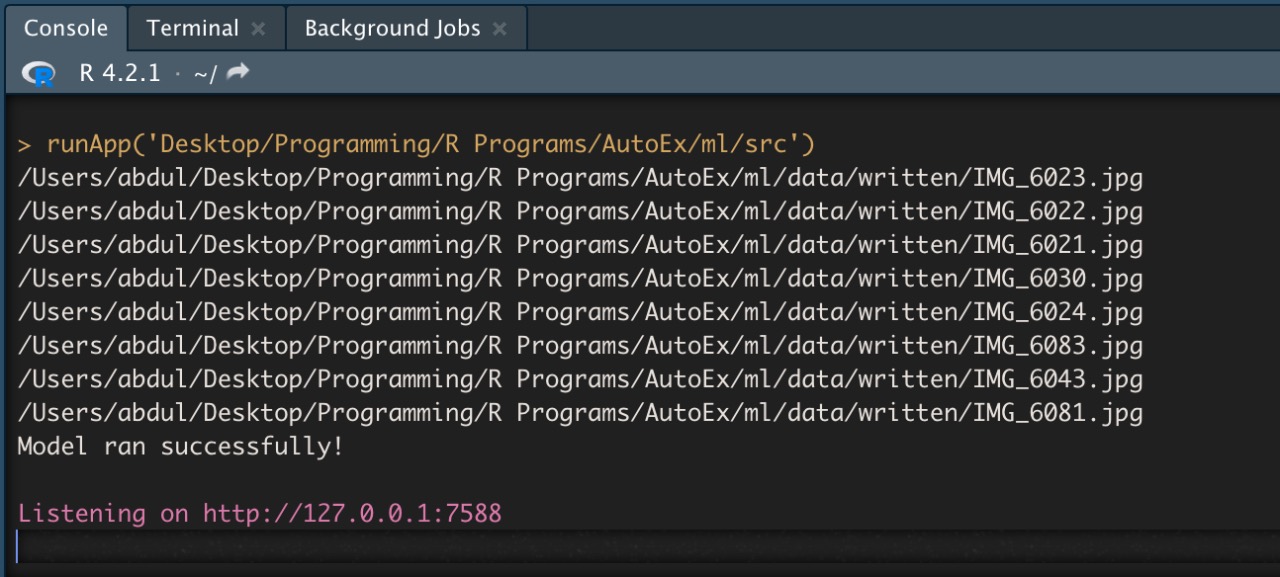 Console Terminal × Background Jobs ×
R R 4.2.1 · ~/
> runApp('Desktop/Programming/R Programs/AutoEx/ml/src')
/Users/abdul/Desktop/Programming/R Programs/AutoEx/ml/data/written/IMG_6023.jpg
/Users/abdul/Desktop/Programming/R Programs/AutoEx/ml/data/written/IMG_6022.jpg
/Users/abdul/Desktop/Programming/R Programs/AutoEx/ml/data/written/IMG_6021.jpg
/Users/abdul/Desktop/Programming/R Programs/AutoEx/ml/data/written/IMG_6030.jpg
/Users/abdul/Desktop/Programming/R Programs/AutoEx/ml/data/written/IMG_6024.jpg
/Users/abdul/Desktop/Programming/R Programs/AutoEx/ml/data/written/IMG_6083.jpg
/Users/abdul/Desktop/Programming/R Programs/AutoEx/ml/data/written/IMG_6043.jpg
/Users/abdul/Desktop/Programming/R Programs/AutoEx/ml/data/written/IMG_6081.jpg
Model ran successfully!
Listening on http://127.0.0.1:7588